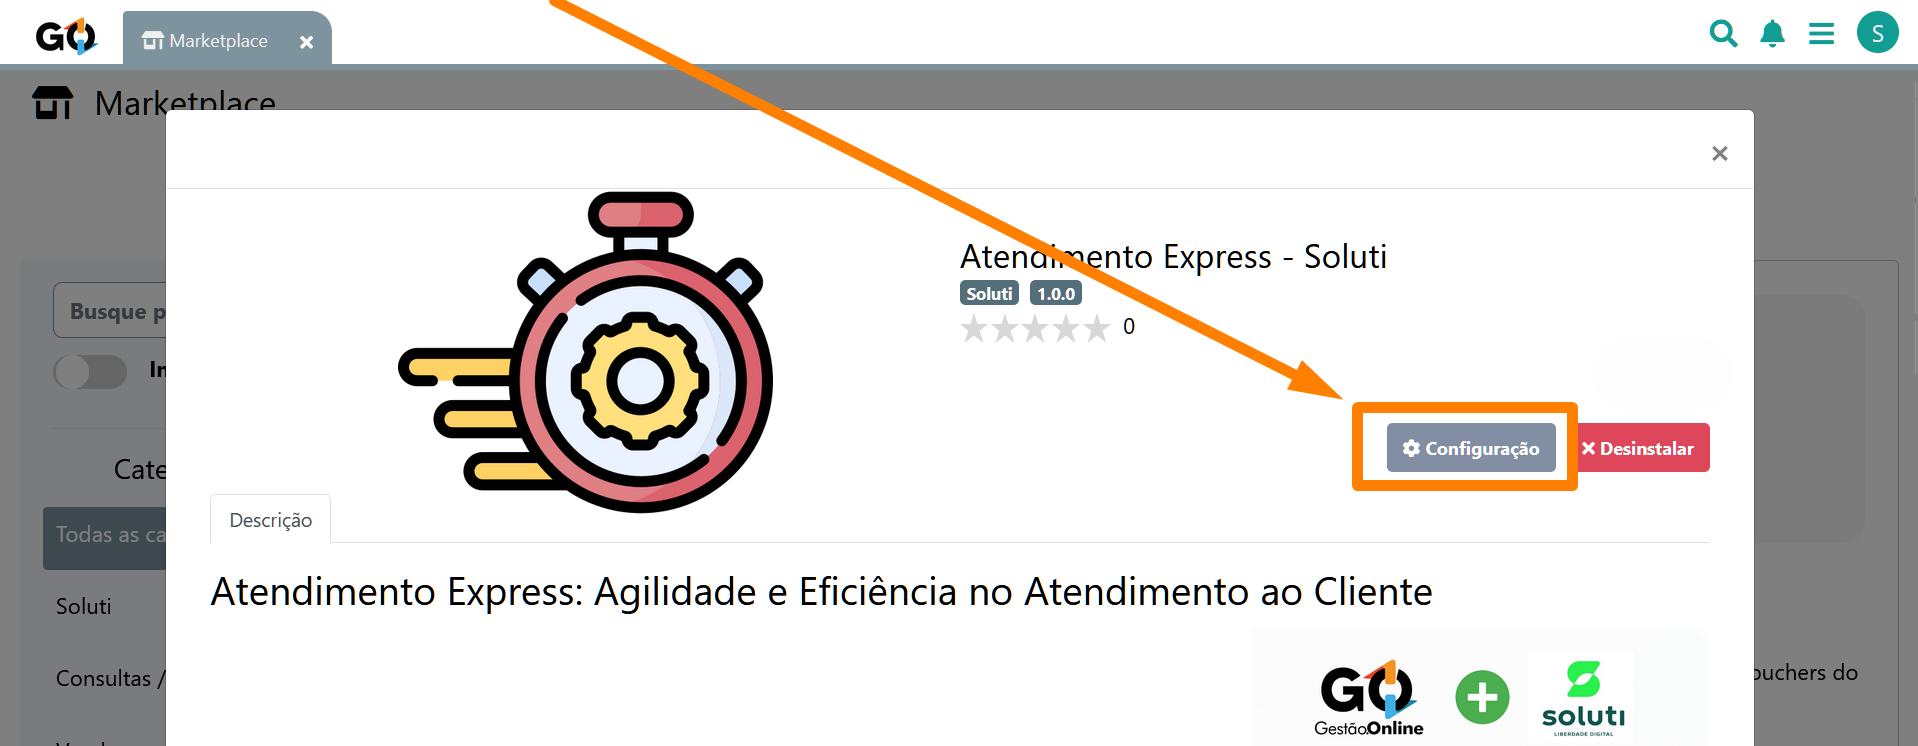 GO
Marketplace
S
Marketplace
Atendimento Express - Soluti
Soluti 1.0.0
0
Busque p
In
Configuração
Desinstalar
Cate
Descrição
Todas as ca
Atendimento Express: Agilidade e Eficiência no Atendimento ao Cliente
Soluti
Consultas /
ouchers do
GO
GestãoOnline
soluti
LIBERDADE DIGITAL